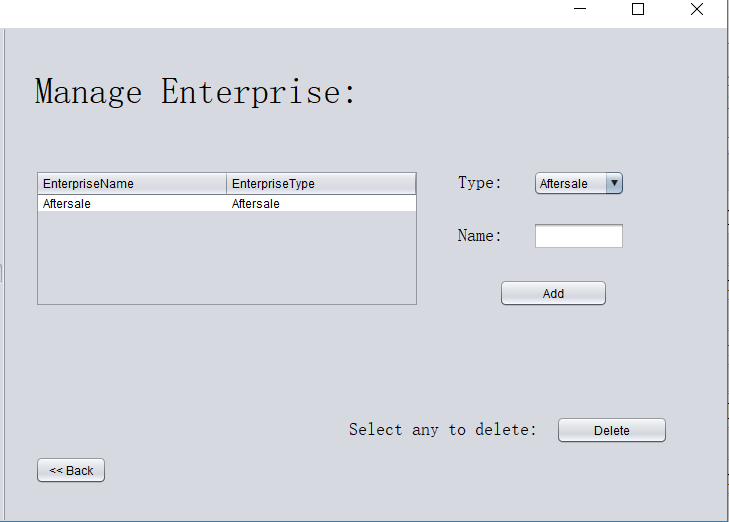 Manage Enterprise:
EnterpriseName EnterpriseType
Aftersale Aftersale
Type: Aftersale
Name:
Add
Select any to delete: Delete
<< Back